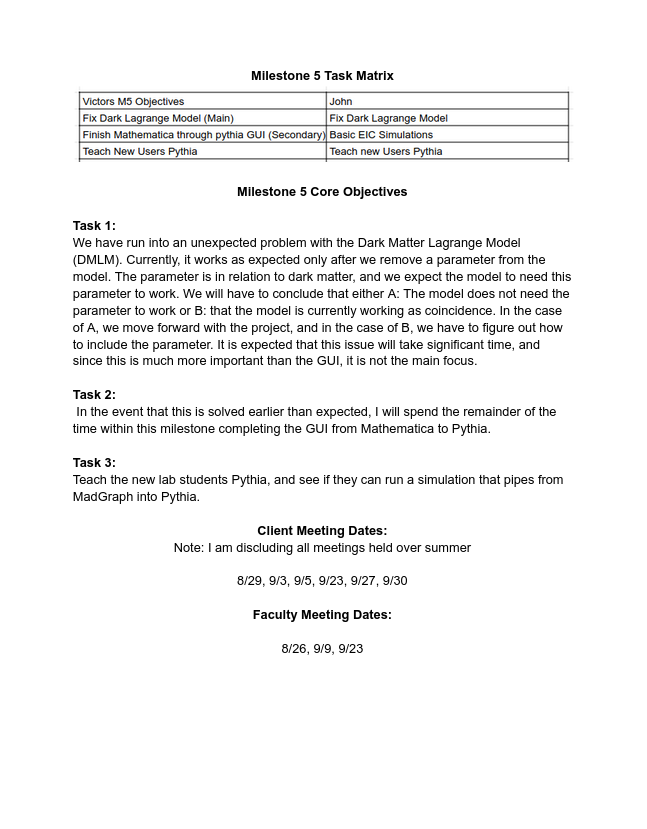 Milestone 5 Task Matrix
Victors M5 Objectives John
Fix Dark Lagrange Model (Main) Fix Dark Lagrange Model
Finish Mathematica through pythia GUI (Secondary) Basic EIC Simulations
Teach New Users Pythia Teach new Users Pythia
Milestone 5 Core Objectives
Task 1:
We have run into an unexpected problem with the Dark Matter Lagrange Model
(DMLM). Currently, it works as expected only after we remove a parameter from the
model. The parameter is in relation to dark matter, and we expect the model to need this
parameter to work. We will have to conclude that either A: The model does not need the
parameter to work or B: that the model is currently working as coincidence. In the case
of A, we move forward with the project, and in the case of B, we have to figure out how
to include the parameter. It is expected that this issue will take significant time, and
since this is much more important than the GUI, it is not the main focus.
Task 2:
In the event that this is solved earlier than expected, I will spend the remainder of the
time within this milestone completing the GUI from Mathematica to Pythia.
Task 3:
Teach the new lab students Pythia, and see if they can run a simulation that pipes from
MadGraph into Pythia.
Client Meeting Dates:
Note: I am discluding all meetings held over summer
8/29, 9/3, 9/5, 9/23, 9/27, 9/30
Faculty Meeting Dates:
8/26, 9/9, 9/23